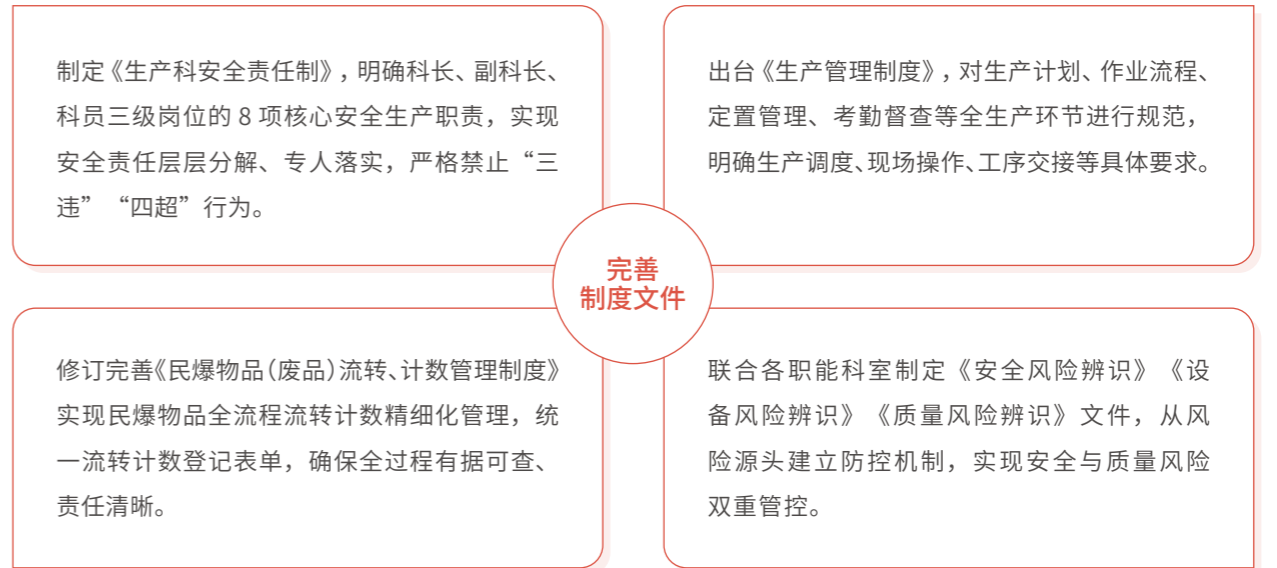 制定《生产科安全责任制》，明确科长、副科长、
科员三级岗位的 8 项核心安全生产职责，实现
安全责任层层分解、专人落实，严格禁止“三
违”“四超”行为。
出台《生产管理制度》，对生产计划、作业流程、
定置管理、考勤督查等全生产环节进行规范，
明确生产调度、现场操作、工序交接等具体要求。
完善
制度文件
修订完善《民爆物品（废品）流转、计数管理制度》
实现民爆物品全流程流转计数精细化管理，统
一流转计数登记表单，确保全过程有据可查、
责任清晰。
联合各职能科室制定《安全风险辨识》《设
备风险辨识》《质量风险辨识》文件，从风
险源头建立防控机制，实现安全与质量风险
双重管控。